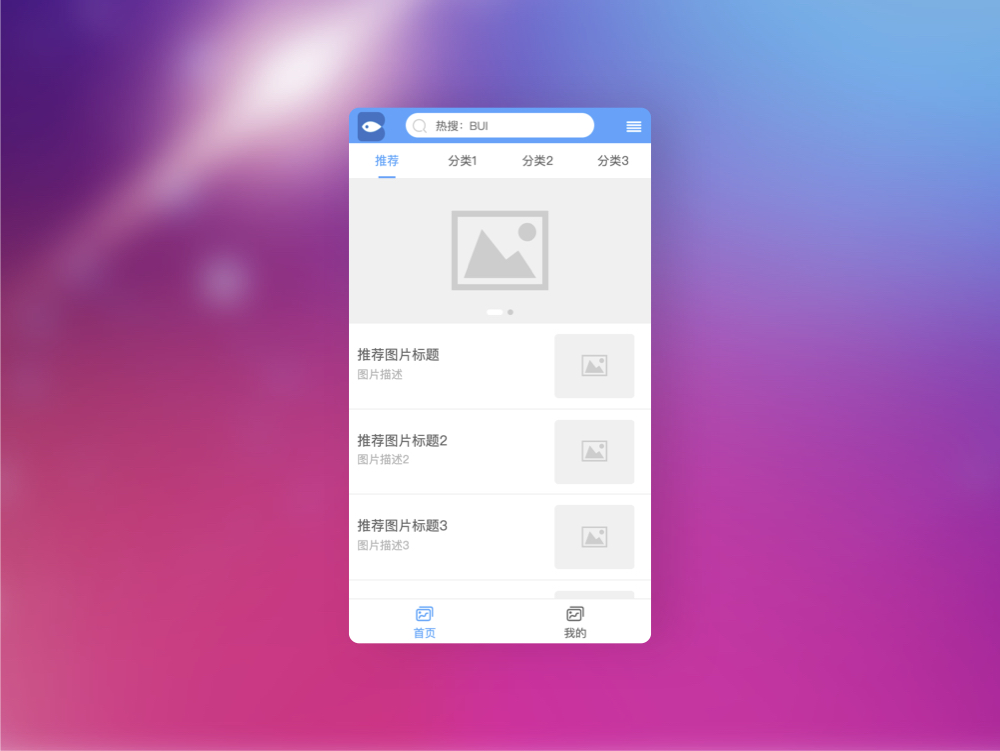 热搜：BUI
推荐 分类1 分类2 分类3
推荐图片标题
图片描述
推荐图片标题2
图片描述2
推荐图片标题3
图片描述3
首页 我的